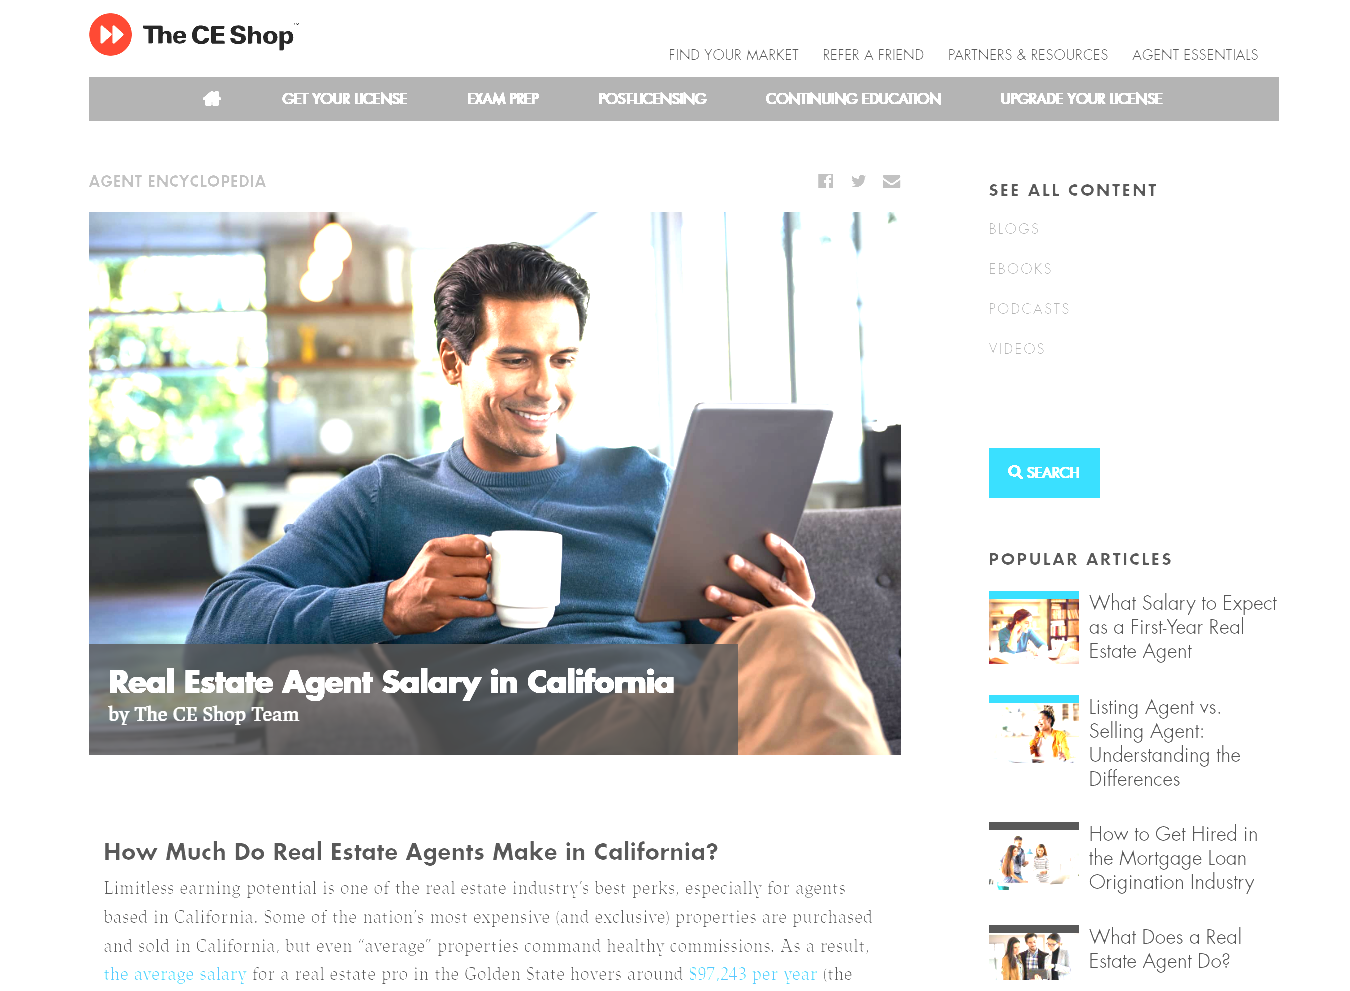 The CE Shop™
FIND YOUR MARKET REFER A FRIEND PARTNERS & RESOURCES AGENT ESSENTIALS
GET YOUR LICENSE EXAM PREP POST-LICENSING CONTINUING EDUCATION UPGRADE YOUR LICENSE
AGENT ENCYCLOPEDIA
Real Estate Agent Salary in California
by The CE Shop Team
How Much Do Real Estate Agents Make in California?
Limitless earning potential is one of the real estate industry’s best perks, especially for agents
based in California. Some of the nation’s most expensive (and exclusive) properties are purchased
and sold in California, but even “average” properties command healthy commissions. As a result,
the average salary for a real estate pro in the Golden State hovers around $97,243 per year (the
SEE ALL CONTENT
BLOGS
EBOOKS
PODCASTS
VIDEOS
SEARCH
POPULAR ARTICLES
What Salary to Expect
as a First-Year Real
Estate Agent
Listing Agent vs.
Selling Agent:
Understanding the
Differences
How to Get Hired in
the Mortgage Loan
Origination Industry
What Does a Real
Estate Agent Do?